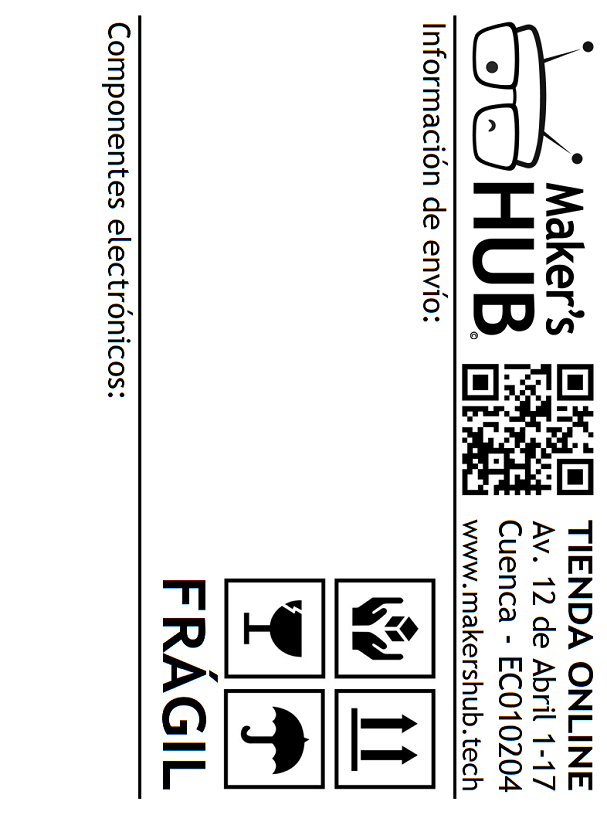 Maker's
HUB©
TIENDA ONLINE
Av. 12 de Abril 1-17
Cuenca - EC010204
www.makershub.tech
Información de envío:
FRÁGIL
Componentes electrónicos: